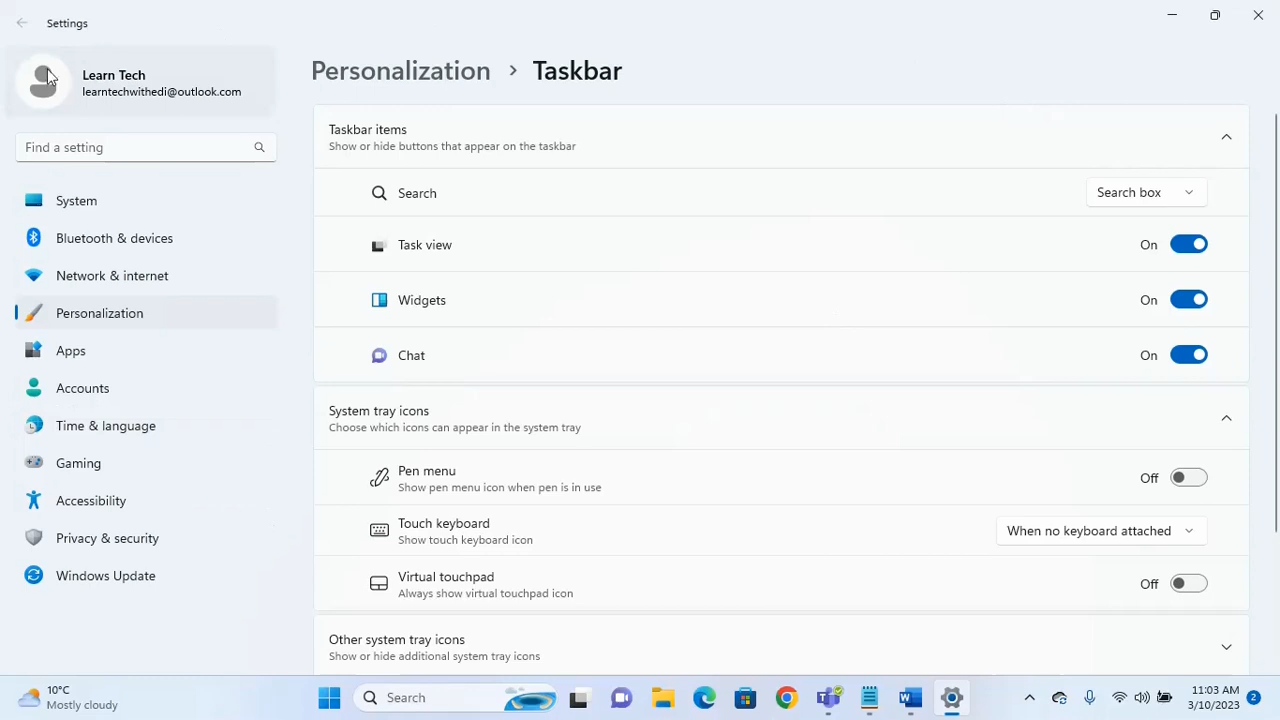 Settings
Learn Tech
learntechwithedi@outlook.com
Find a setting
System
Bluetooth & devices
Network & internet
Personalization
Apps
Accounts
Time & language
Gaming
Accessibility
Privacy & security
Windows Update
Personalization > Taskbar
Taskbar items
Show or hide buttons that appear on the taskbar
Search Search box
Task view On
Widgets On
Chat On
System tray icons
Choose which icons can appear in the system tray
Pen menu
Show pen menu icon when pen is in use
Off
Touch keyboard
Show touch keyboard icon
When no keyboard attached
Virtual touchpad
Always show virtual touchpad icon
Off
Other system tray icons
Show or hide additional system tray icons
10°C
Mostly cloudy
Search
11:03 AM
3/10/2023
2